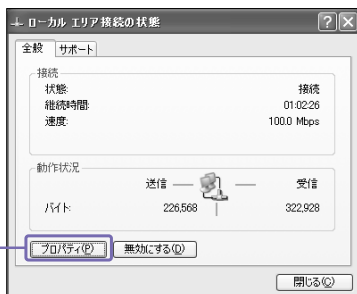 ローカル エリア接続の状態
全般 サポート
接続
状態: 接続
継続時間: 01:02:26
速度: 100.0 Mbps
動作状況
送信 受信
バイト: 226,568 322,928
プロパティ(P) 無効にする(D)
閉じる(C)